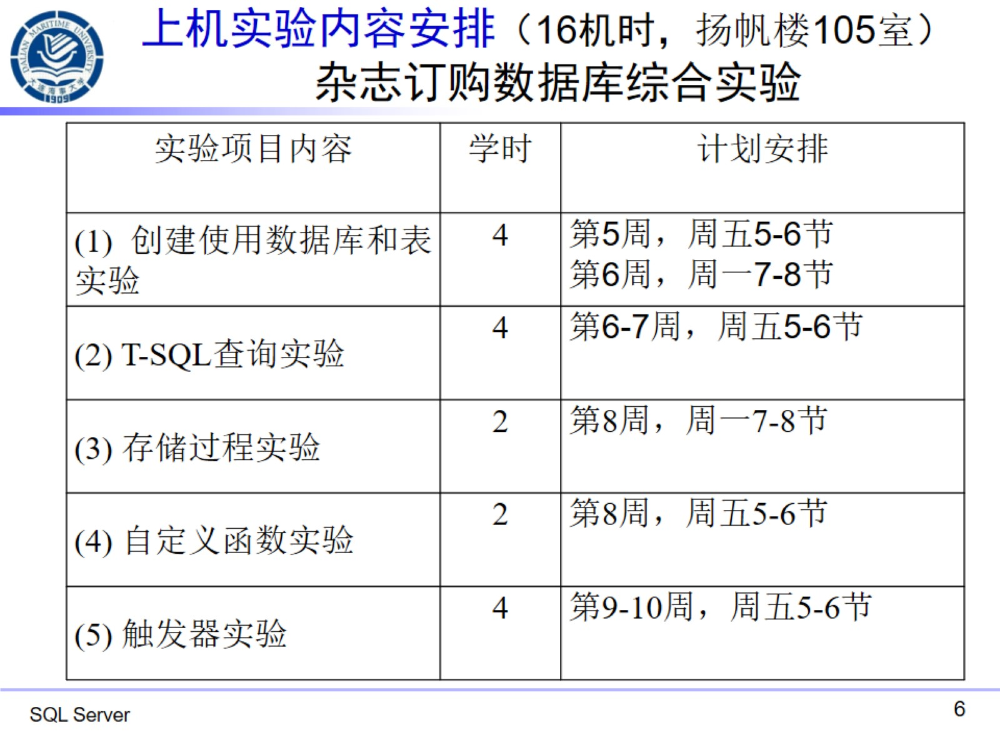 上机实验内容安排（16机时，扬帆楼105室）
杂志订购数据库综合实验
DALIAN MARITIME UNIVERSITY
大连海事大学
1909
实验项目内容 学时 计划安排
(1) 创建使用数据库和表
实验
4
第5周，周五5-6节
第6周，周一7-8节
(2) T-SQL查询实验
4
第6-7周，周五5-6节
(3) 存储过程实验
2
第8周，周一7-8节
(4) 自定义函数实验
2
第8周，周五5-6节
(5) 触发器实验
4
第9-10周，周五5-6节
SQL Server
6